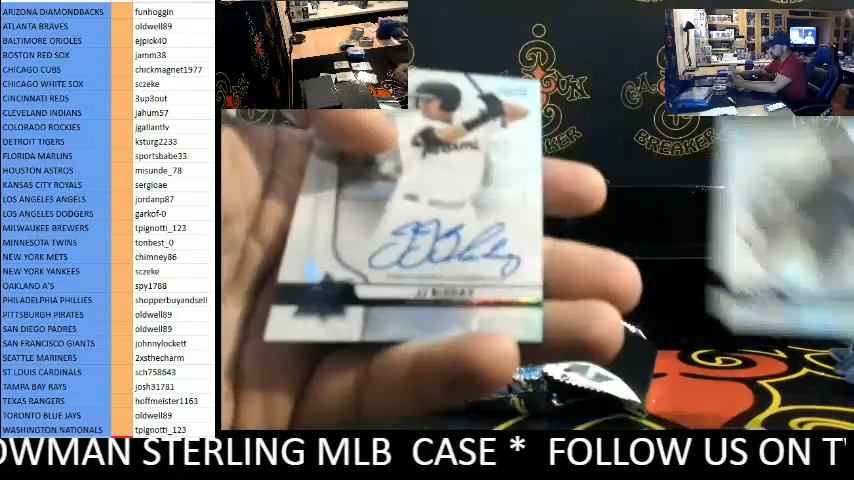 ARIZONA DIAMONDBACKS funhoggin
ATLANTA BRAVES oldwell89
BALTIMORE ORIOLES ejpick40
BOSTON RED SOX jamm38
CHICAGO CUBS chickmagnet1977
CHICAGO WHITE SOX sczeke
CINCINNATI REDS 3up3out
CLEVELAND INDIANS jahum57
COLORADO ROCKIES jgallantlv
DETROIT TIGERS ksturg2233
FLORIDA MARLINS sportsbabe33
HOUSTON ASTROS misunde_78
KANSAS CITY ROYALS sergioae
LOS ANGELES ANGELS jordanp87
LOS ANGELES DODGERS garkof-0
MILWAUKEE BREWERS tpignotti_123
MINNESOTA TWINS tonbest_0
NEW YORK METS chimney86
NEW YORK YANKEES sczeke
OAKLAND A'S spy1788
PHILADELPHIA PHILLIES shopperbuyandsell
PITTSBURGH PIRATES oldwell89
SAN DIEGO PADRES oldwell89
SAN FRANCISCO GIANTS johnnylockett
SEATTLE MARINERS 2xsthecharm
ST LOUIS CARDINALS sch758643
TAMPA BAY RAYS josh31781
TEXAS RANGERS hoffmeister1163
TORONTO BLUE JAYS oldwell89
WASHINGTON NATIONALS tpignotti_123
BREAKER
JJ BLEDAY
OWMAN STERLING MLB CASE * FOLLOW US ON T